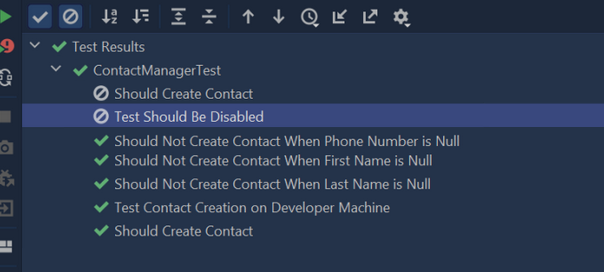 Test Results
ContactManagerTest
Should Create Contact
Test Should Be Disabled
Should Not Create Contact When Phone Number is Null
Should Not Create Contact When First Name is Null
Should Not Create Contact When Last Name is Null
Test Contact Creation on Developer Machine
Should Create Contact